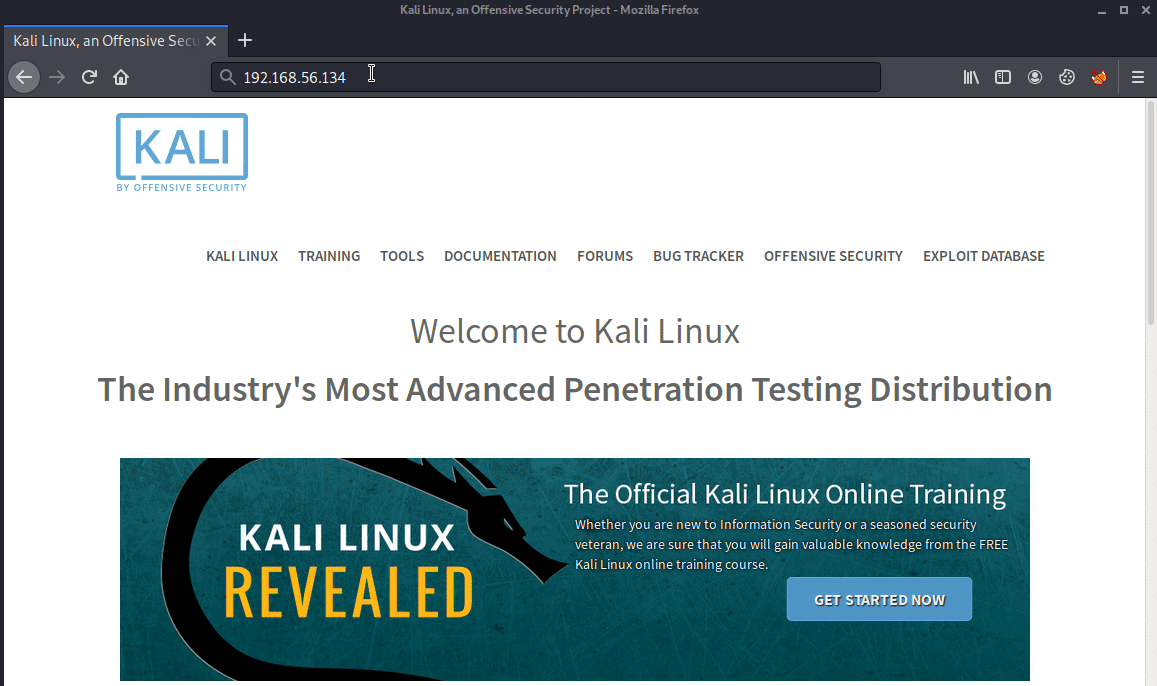 Kali Linux, an Offensive Security Project - Mozilla Firefox
Kali Linux, an Offensive Secu
192.168.56.134
KALI
BY OFFENSIVE SECURITY
KALI LINUX TRAINING TOOLS DOCUMENTATION FORUMS BUG TRACKER OFFENSIVE SECURITY EXPLOIT DATABASE
Welcome to Kali Linux
The Industry's Most Advanced Penetration Testing Distribution
KALI LINUX
REVEALED
The Official Kali Linux Online Training
Whether you are new to Information Security or a seasoned security
veteran, we are sure that you will gain valuable knowledge from the FREE
Kali Linux online training course.
GET STARTED NOW